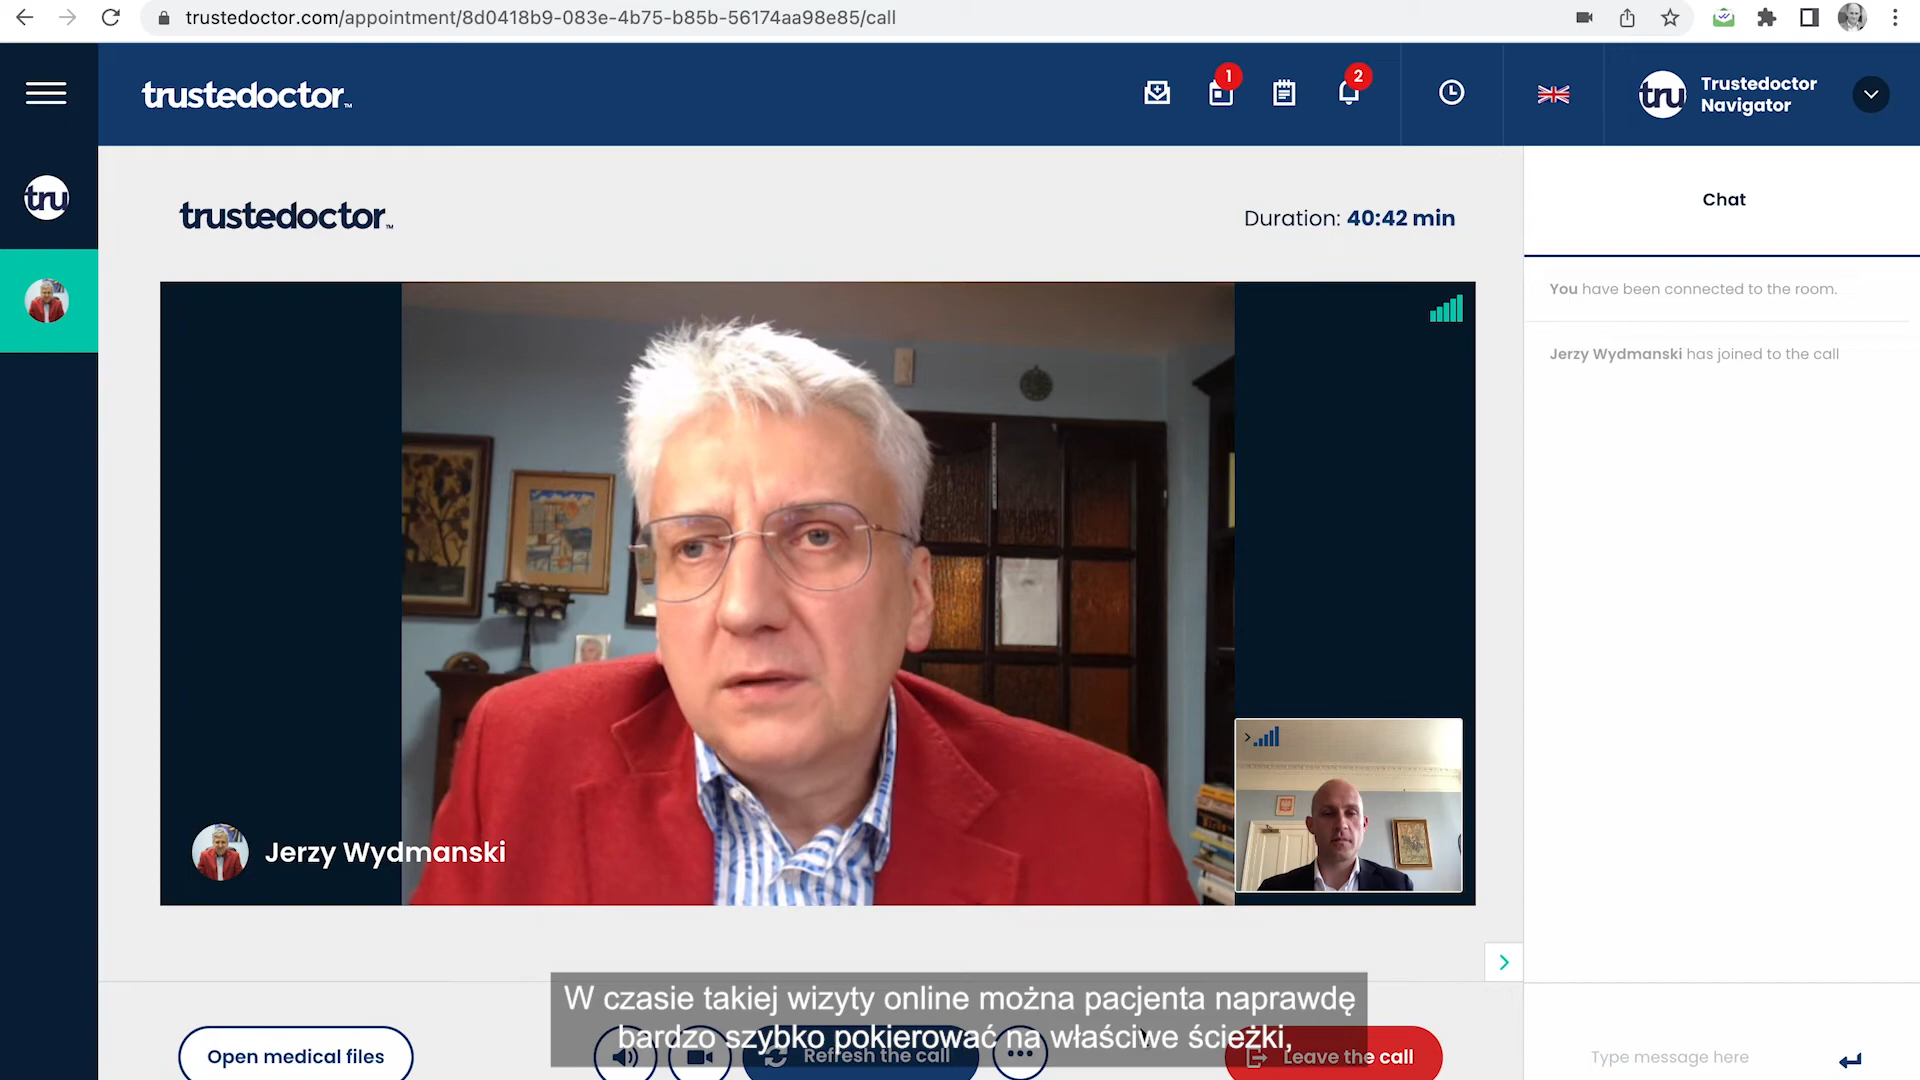 trustedoctor.com/appointment/8d0418b9-083e-4b75-b85b-56174aa98e85/call
trustedoctor™
1
2
tru
Trustedoctor
Navigator
tru
trustedoctor™
Duration: 40:42 min
Chat
You have been connected to the room.
Jerzy Wydmanski has joined to the call
Jerzy Wydmanski
W czasie takiej wizyty online można pacjenta naprawdę
bardzo szybko pokierować na właściwe ścieżki,
Open medical files
Refresh the call
Leave the call
Type message here